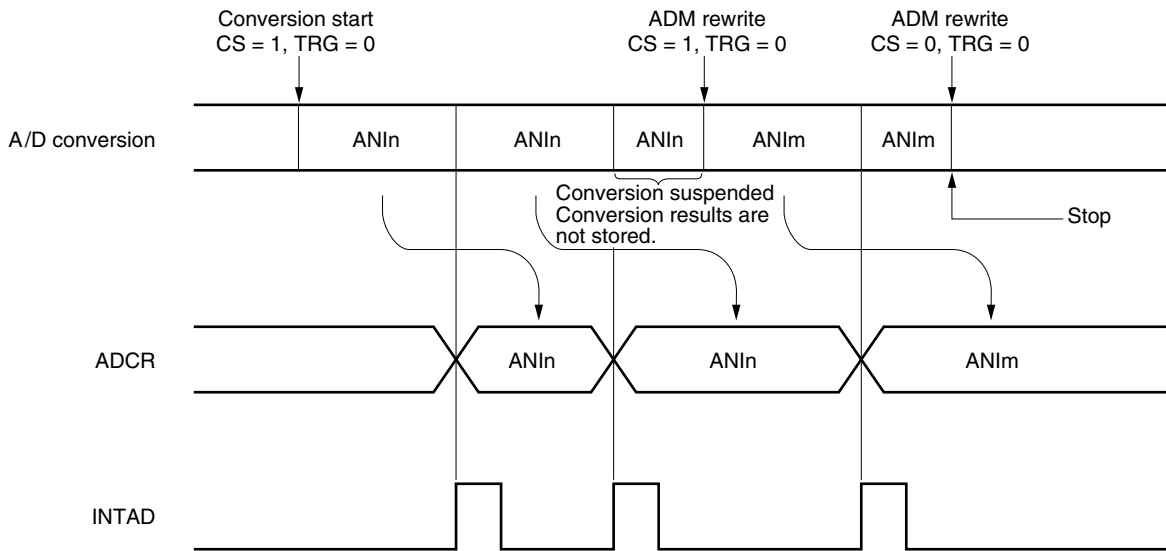 Conversion start
CS = 1, TRG = 0
ADM rewrite
CS = 1, TRG = 0
ADM rewrite
CS = 0, TRG = 0
A/D conversion
ANIn
ANIn
ANIn
ANIm
ANIm
Conversion suspended
Conversion results are
not stored.
Stop
ADCR
ANIn
ANIn
ANIm
INTAD